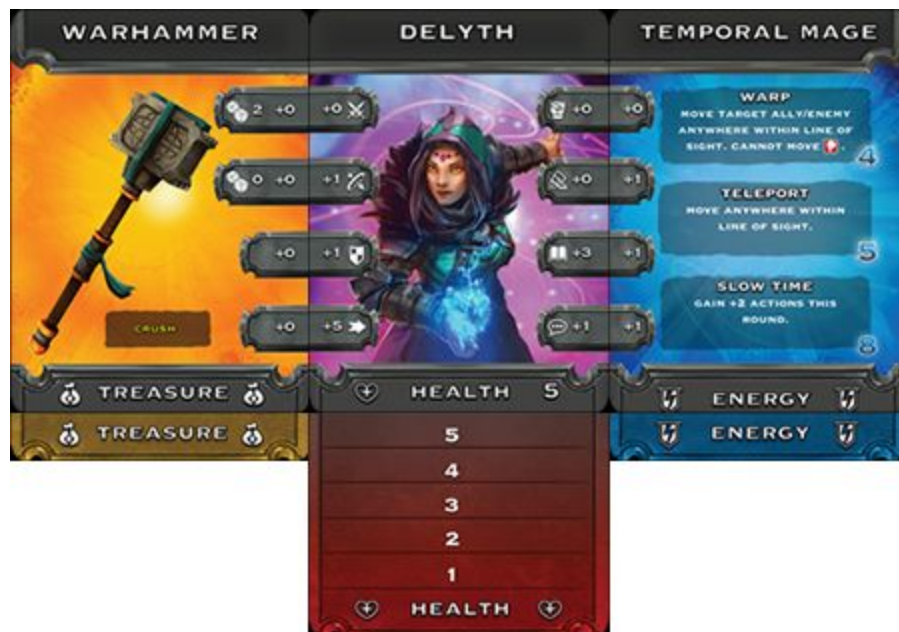 WARHAMMER
2 +0
0 +0
+0
+0
CRUSH
TREASURE
TREASURE
DELYTH
+0
+1
+1
+5
+0
+0
+3
+1
HEALTH 5
5
4
3
2
1
HEALTH
TEMPORAL MAGE
+0
+1
+1
+1
WARP
MOVE TARGET ALLY/ENEMY
ANYWHERE WITHIN LINE OF
SIGHT. CANNOT MOVE .
4
TELEPORT
MOVE ANYWHERE WITHIN
LINE OF SIGHT.
5
SLOW TIME
GAIN +2 ACTIONS THIS
ROUND.
8
ENERGY
ENERGY